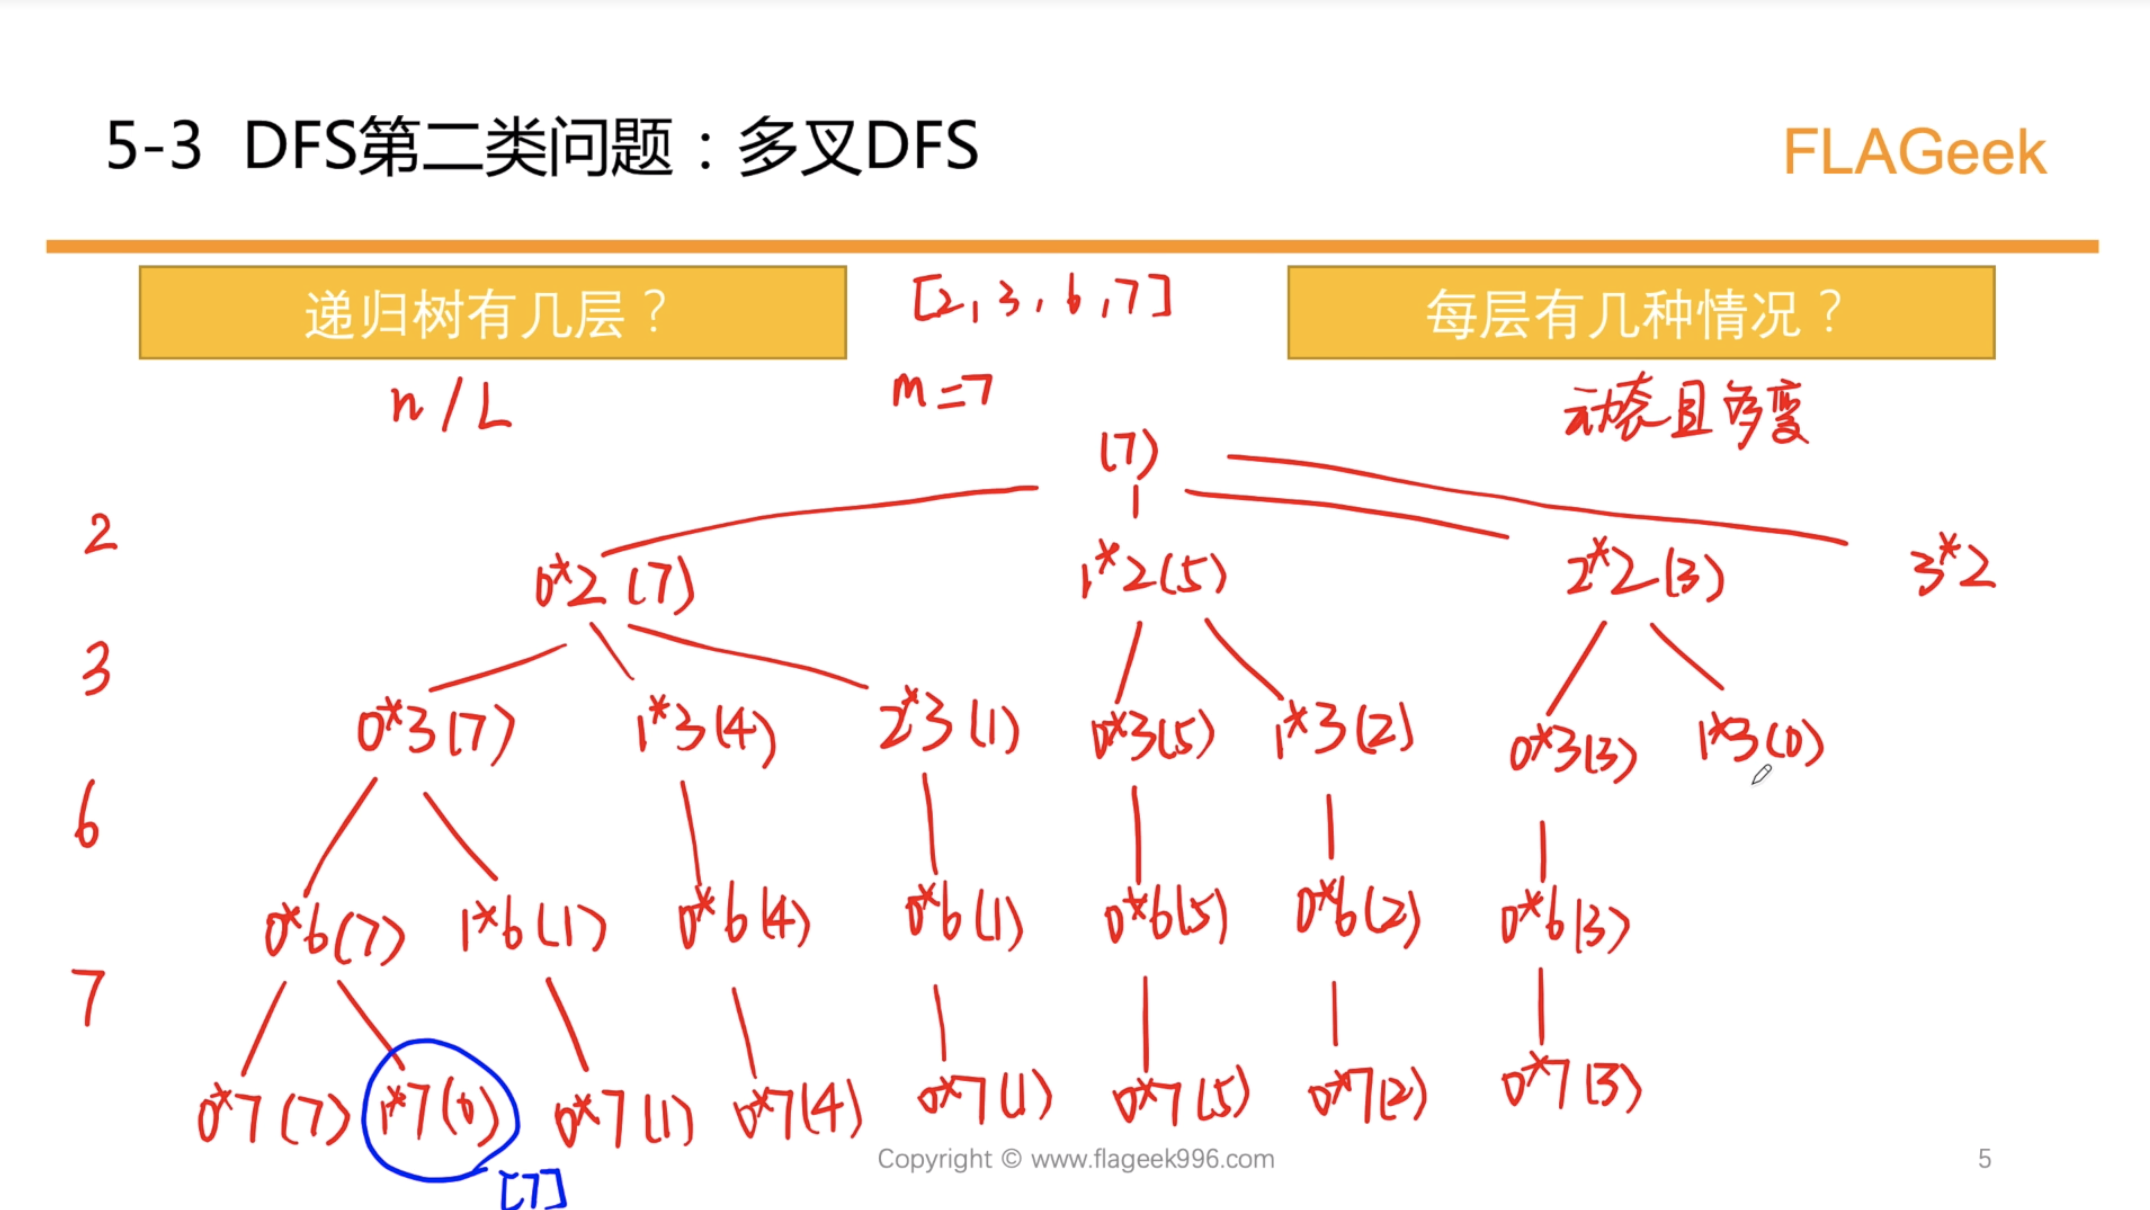 5-3 DFS第二类问题：多叉DFS
FLAGeek
递归树有几层？
[2, 3, 6, 7]
每层有几种情况？
n/L
m=7
动态且多变
(7)
2
0*2(7) 1*2(5) 2*2(3) 3*2
3
0*3(7) 1*3(4) 2*3(1) 0*3(5) 1*3(2) 0*3(3) 1*3(0)
6
0*6(7) 1*6(1) 0*6(4) 0*6(1) 0*6(5) 0*6(2) 0*6(3)
7
0*7(7) 1*7(0) 0*7(1) 0*7(4) 0*7(1) 0*7(5) 0*7(2) 0*7(3)
Copyright © www.flageek996.com
5
[7]